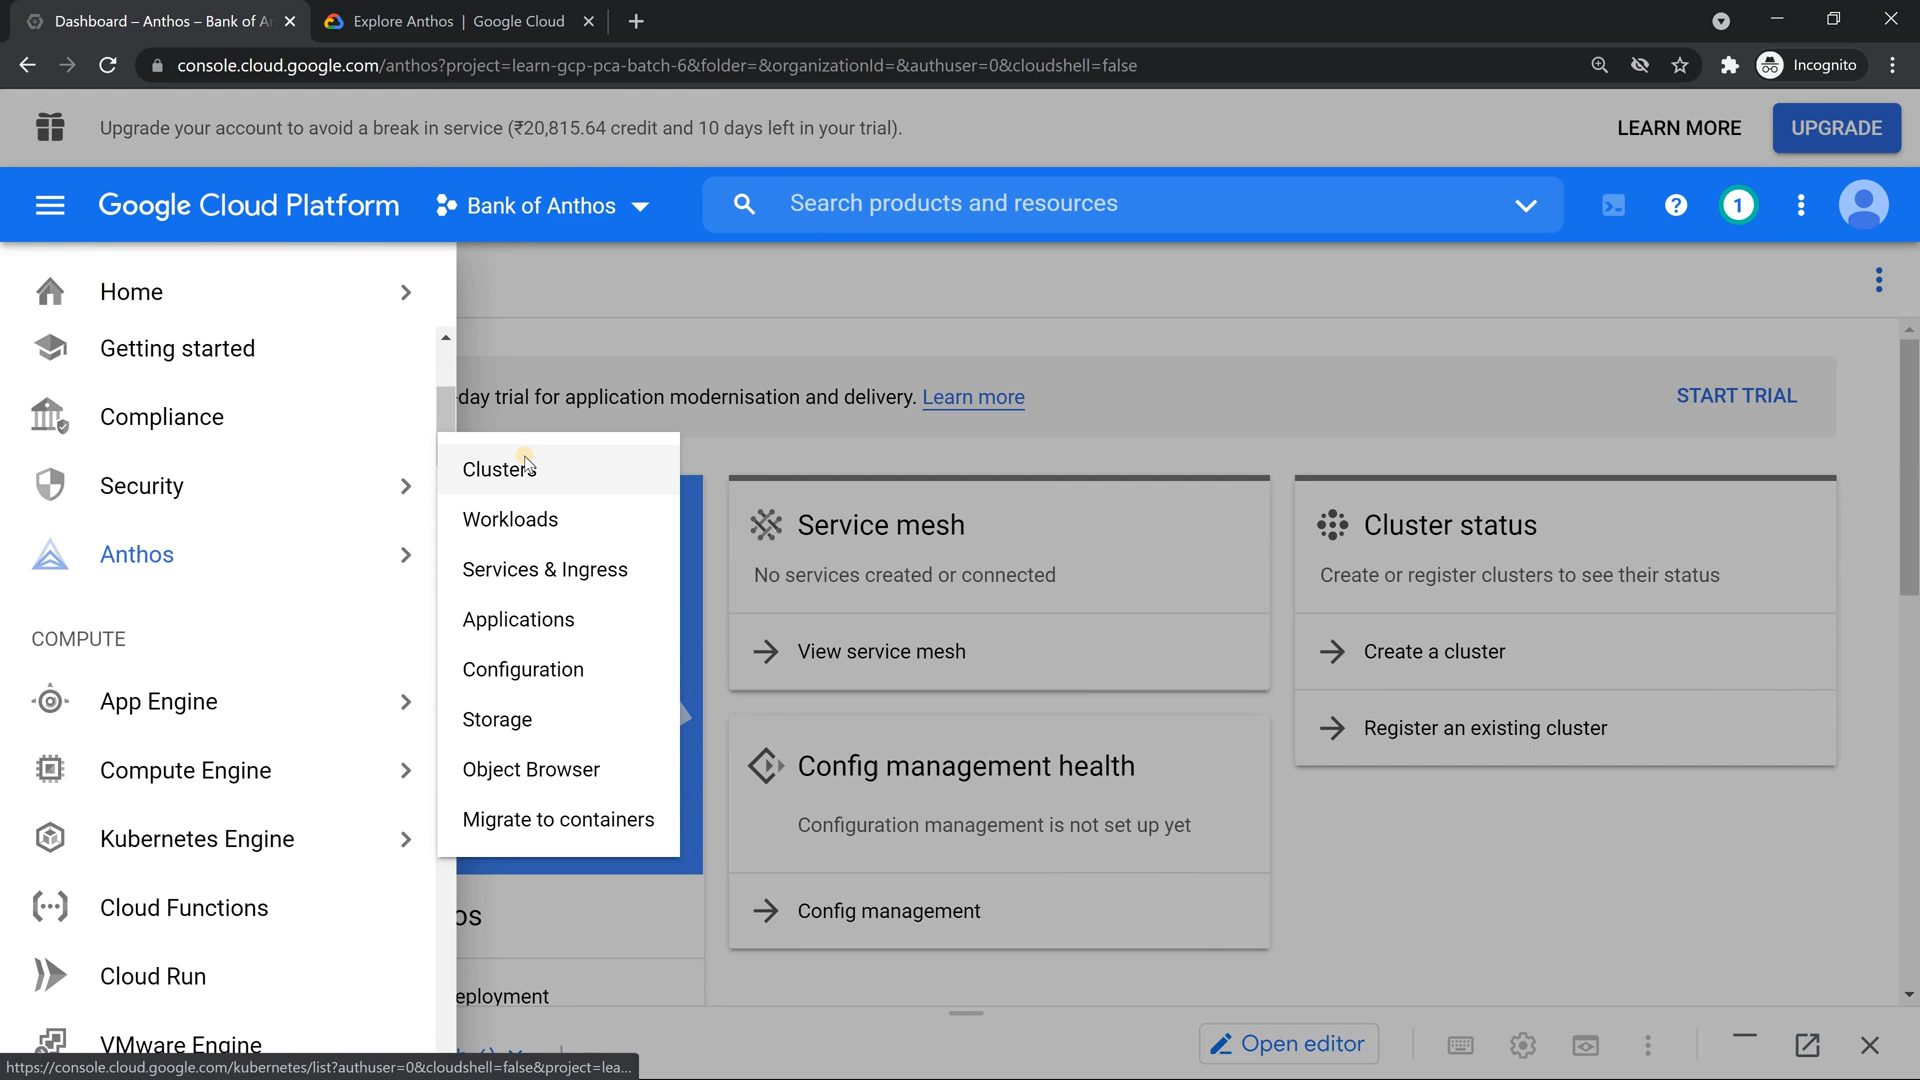 Dashboard – Anthos – Bank of A
Explore Anthos | Google Cloud
console.cloud.google.com/anthos?project=learn-gcp-pca-batch-6&folder=&organizationId=&authuser=0&cloudshell=false
Incognito
Upgrade your account to avoid a break in service (₹20,815.64 credit and 10 days left in your trial).
LEARN MORE
UPGRADE
Google Cloud Platform
Bank of Anthos
Search products and resources
1
Home
Getting started
Compliance
Security
Anthos
COMPUTE
App Engine
Compute Engine
Kubernetes Engine
Cloud Functions
Cloud Run
VMware Engine
Clusters
Workloads
Services & Ingress
Applications
Configuration
Storage
Object Browser
Migrate to containers
-day trial for application modernisation and delivery. Learn more
START TRIAL
Service mesh
No services created or connected
View service mesh
Cluster status
Create or register clusters to see their status
Create a cluster
Register an existing cluster
Config management health
Configuration management is not set up yet
Config management
os
eployment
Open editor
https://console.cloud.google.com/kubernetes/list?authuser=0&cloudshell=false&project=lea...